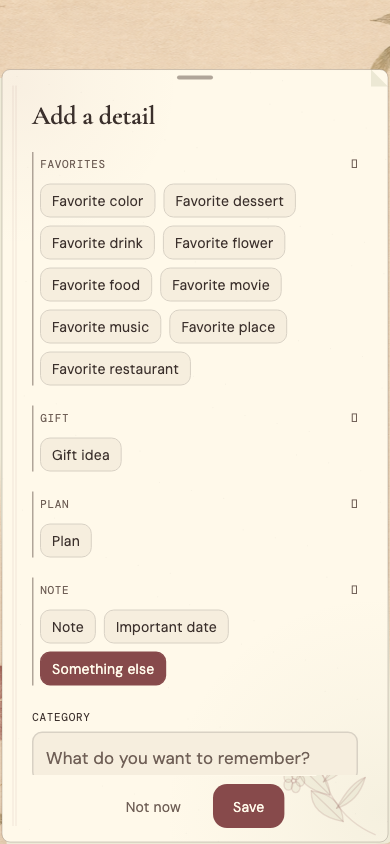 Add a detail
FAVORITES
Favorite color Favorite dessert
Favorite drink Favorite flower
Favorite food Favorite movie
Favorite music Favorite place
Favorite restaurant
GIFT
Gift idea
PLAN
Plan
NOTE
Note Important date
Something else
CATEGORY
What do you want to remember?
Not now Save